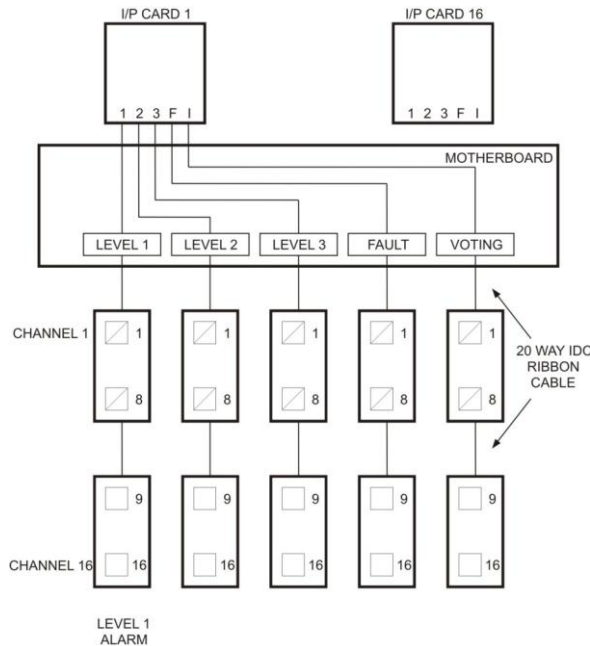 I/P CARD 1
I/P CARD 16
1 2 3 F I
1 2 3 F I
MOTHERBOARD
LEVEL 1
LEVEL 2
LEVEL 3
FAULT
VOTING
CHANNEL 1
1
1
1
1
1
20 WAY IDC
RIBBON
CABLE
8
8
8
8
8
9
9
9
9
9
CHANNEL 16
16
16
16
16
16
LEVEL 1
ALARM